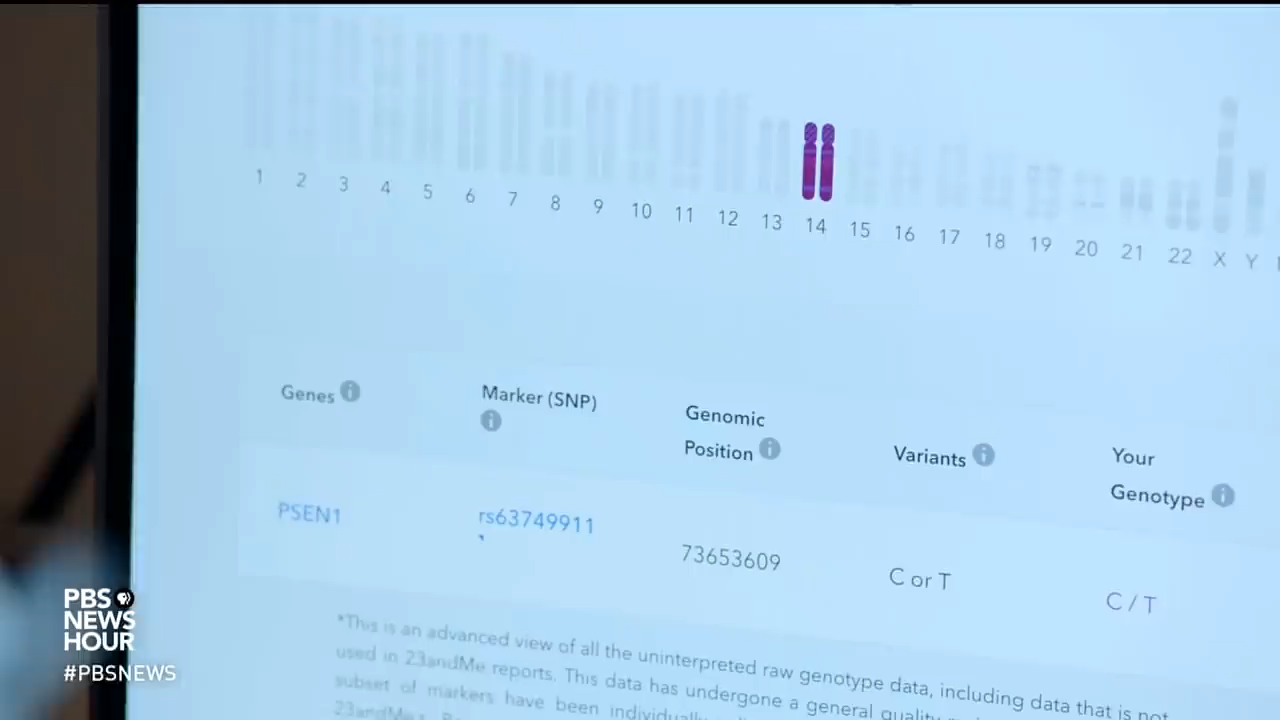 1 2 3 4 5 6 7 8 9 10 11 12 13 14 15 16 17 18 19 20 21 22 X Y
Genes
Marker (SNP)
Genomic
Position
Variants
Your
Genotype
PSEN1
rs63749911
73653609
C or T
C / T
*This is an advanced view of all the uninterpreted raw genotype data, including data that is not
used in 23andMe reports. This data has undergone a general quality
subset of markers have been individually
23andMe
PBS
NEWS
HOUR
#PBSNEWS